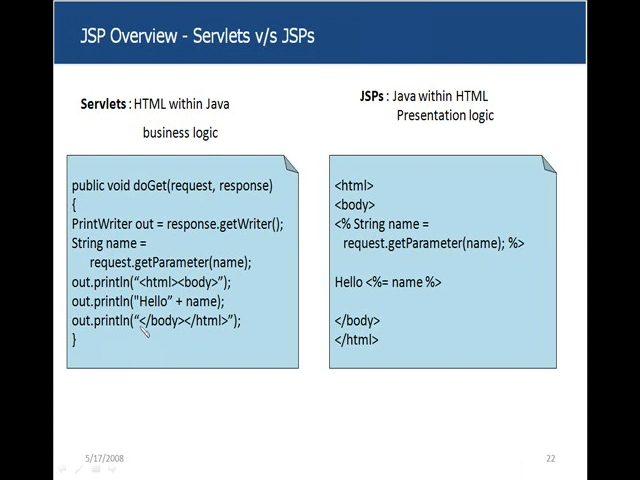 JSP Overview - Servlets v/s JSPs
Servlets : HTML within Java
business logic
public void doGet(request, response)
{
PrintWriter out = response.getWriter();
String name =
request.getParameter(name);
out.println(“<html><body>”);
out.println("Hello” + name);
out.println(“</body></html>”);
}
JSPs : Java within HTML
Presentation logic
<html>
<body>
<% String name =
request.getParameter(name); %>
Hello <%= name %>
</body>
</html>
5/17/2008
22